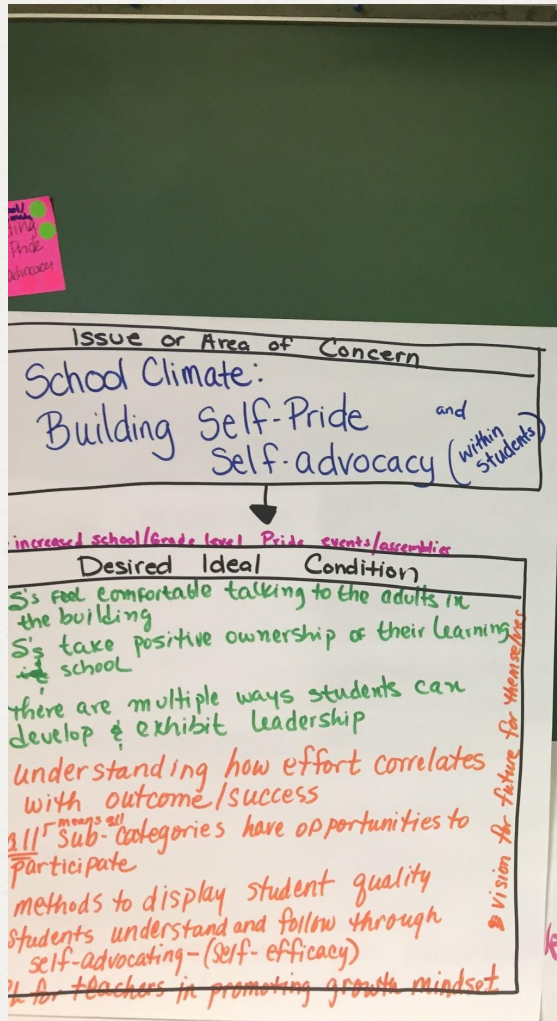 Pride
advocacy
Issue or Area of Concern
School Climate:
Building Self-Pride and
Self-advocacy (within
students)
increased school/Grade level Pride events/assemblies
Desired Ideal Condition
S's feel comfortable talking to the adults in
the building
S's take positive ownership of their learning
school
there are multiple ways students can
develop & exhibit leadership
understanding how effort correlates
with outcome/success
means all
all sub-categories have opportunities to
participate
methods to display student quality
students understand and follow through
self-advocating-(self-efficacy)
PL for teachers in promoting growth mindset
vision for future for themselves